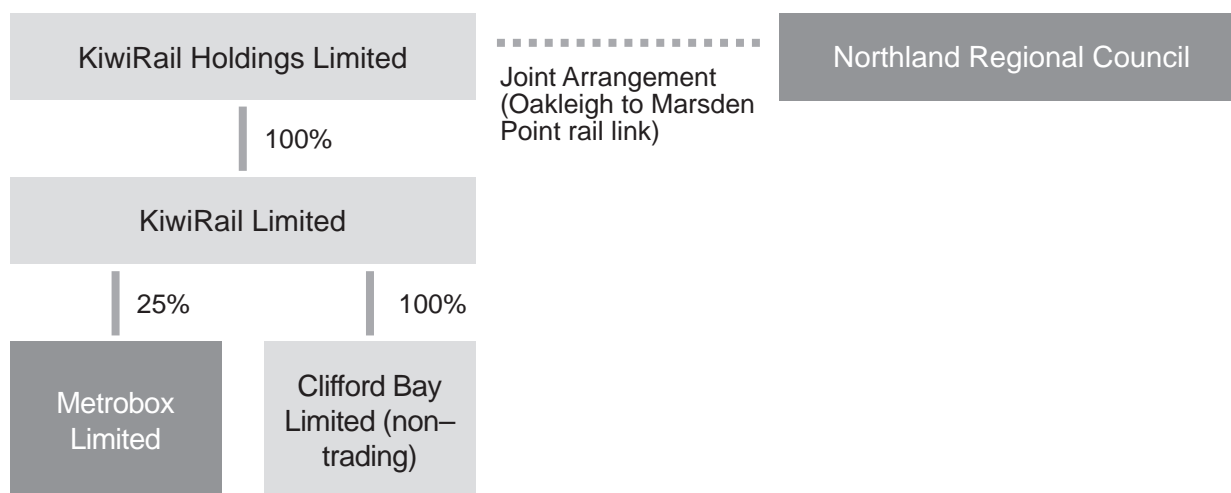 KiwiRail Holdings Limited
Joint Arrangement
(Oakleigh to Marsden
Point rail link)
Northland Regional Council
100%
KiwiRail Limited
25%
100%
Metrobox
Limited
Clifford Bay
Limited (non–
trading)